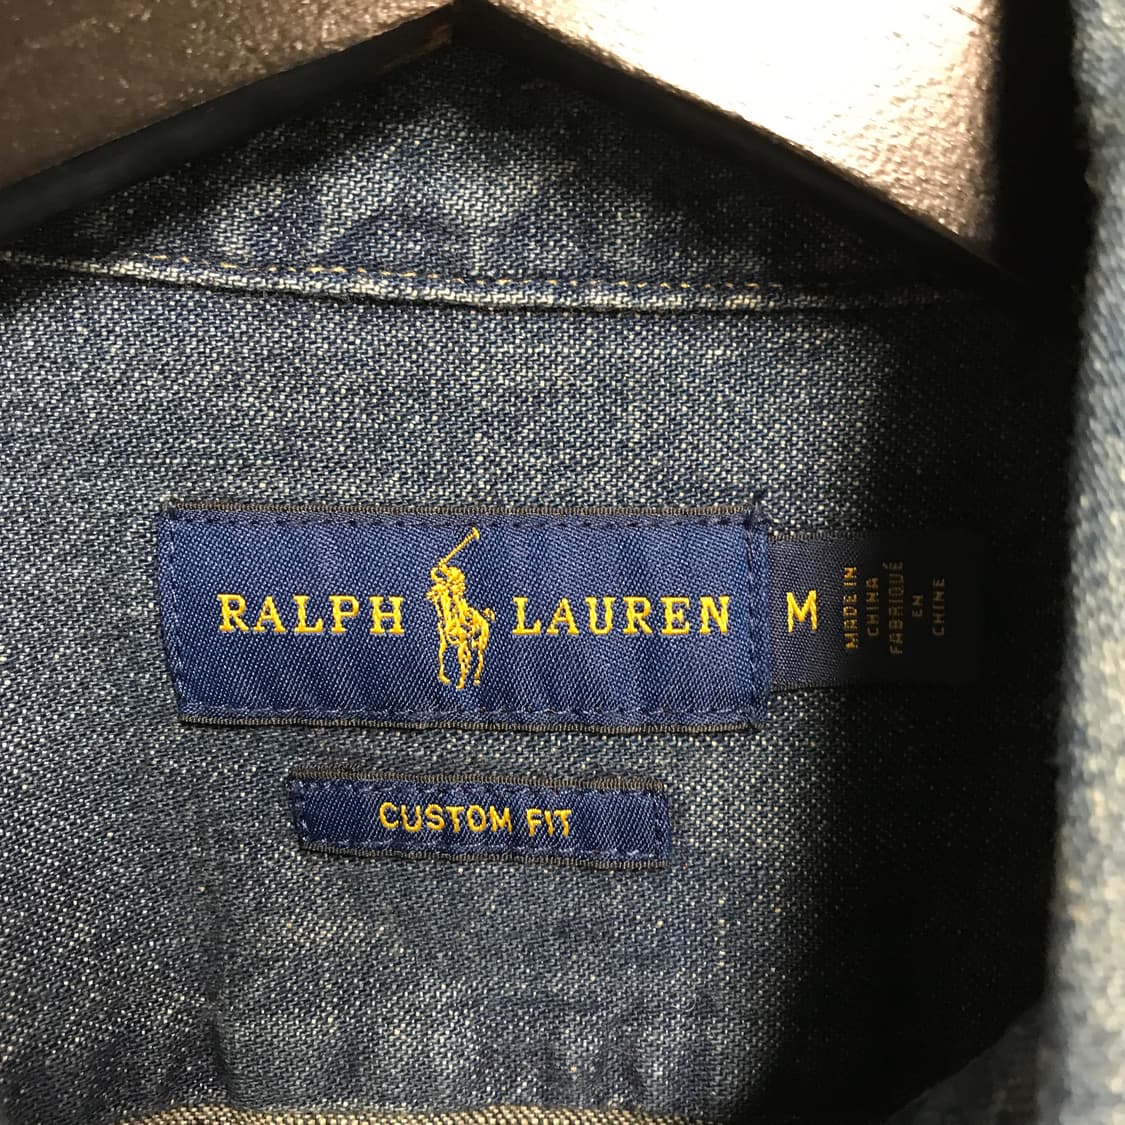 RALPH LAUREN
M
MADE IN
CHINA
FABRIQUÉ
EN
CHINE
CUSTOM FIT